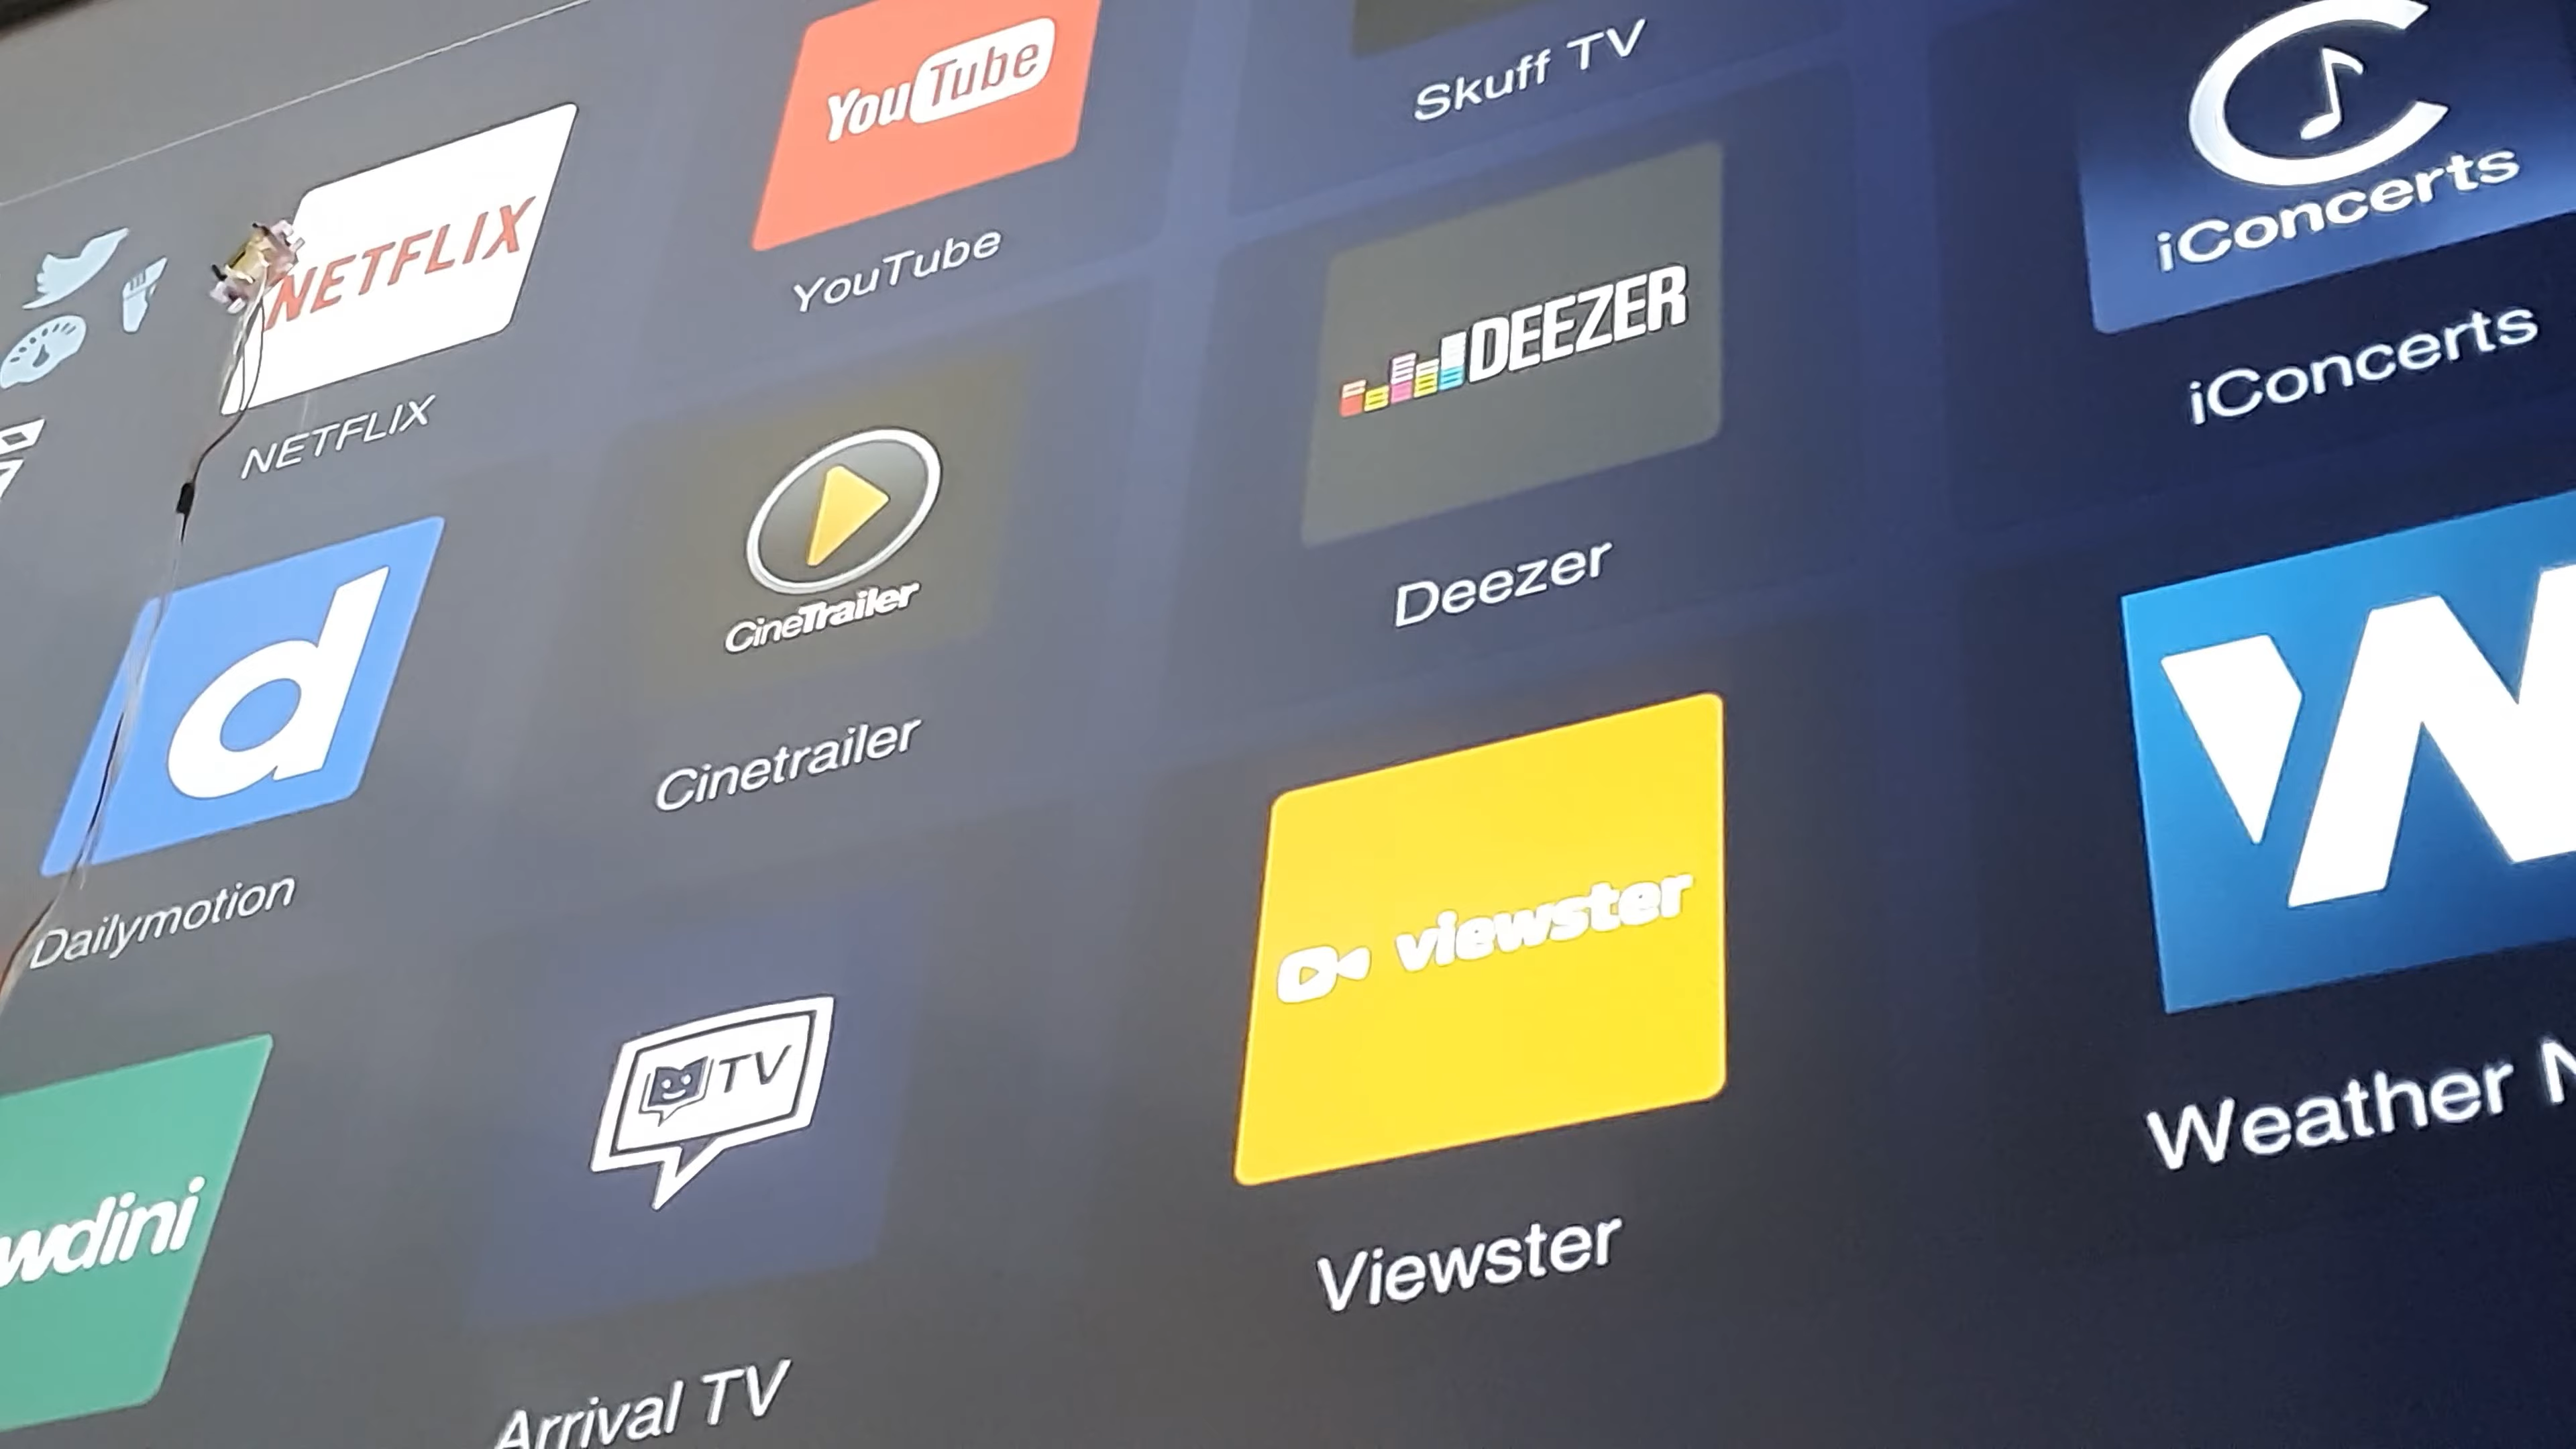 YouTube
Skuff TV
iConcerts
NETFLIX
YouTube
DEEZER
iConcerts
NETFLIX
CineTrailer
Deezer
d
Cinetrailer
viewster
Dailymotion
TV
Weather N
wdini
Viewster
Arrival TV